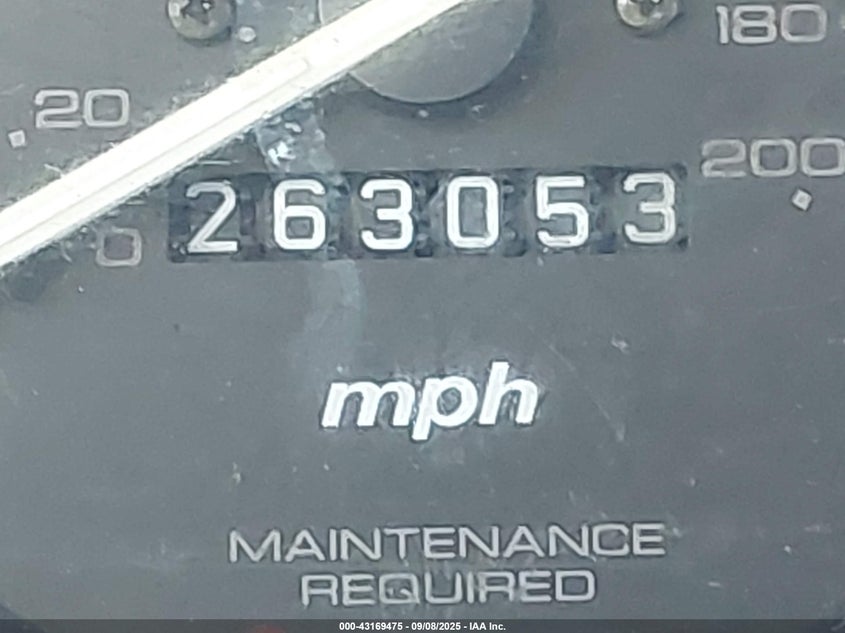 180
20
200
263053
0
mph
MAINTENANCE
REQUIRED
000-43169475 - 09/08/2025 - IAA Inc.